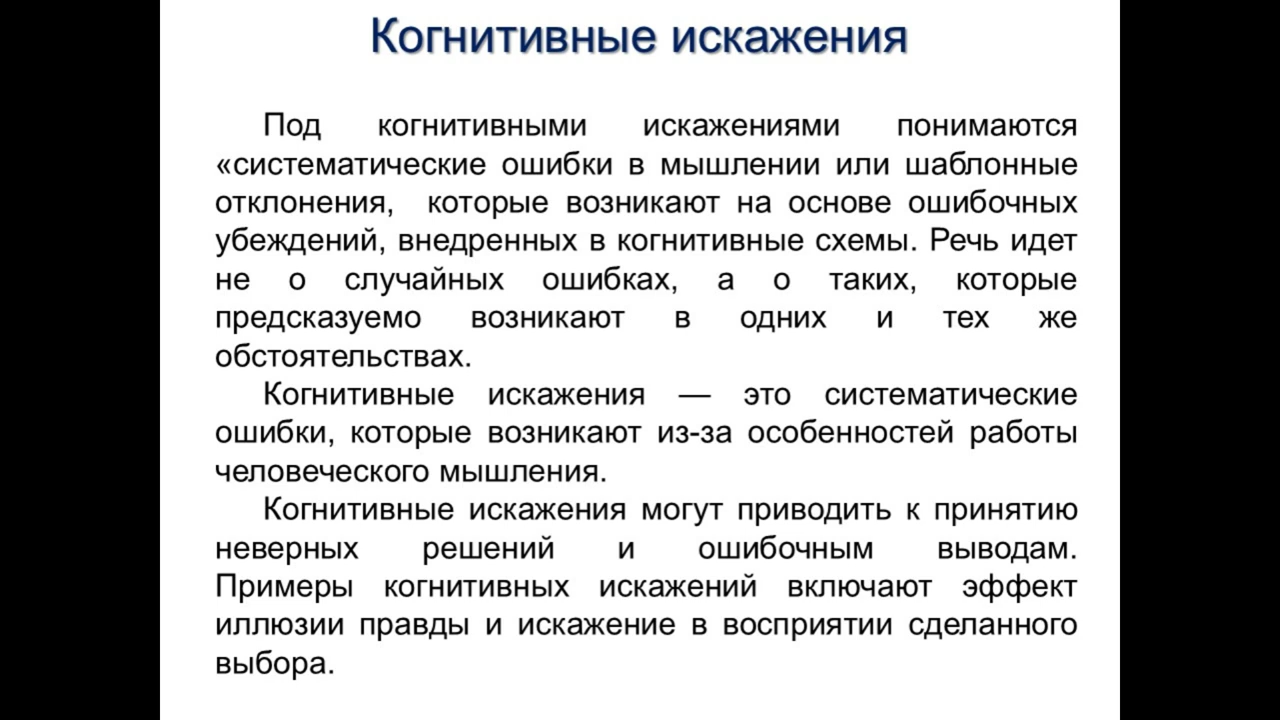 Когнитивные искажения
Под когнитивными искажениями понимаются
«систематические ошибки в мышлении или шаблонные
отклонения, которые возникают на основе ошибочных
убеждений, внедренных в когнитивные схемы. Речь идет
не о случайных ошибках, а о таких, которые
предсказуемо возникают в одних и тех же
обстоятельствах.
Когнитивные искажения — это систематические
ошибки, которые возникают из-за особенностей работы
человеческого мышления.
Когнитивные искажения могут приводить к принятию
неверных решений и ошибочным выводам.
Примеры когнитивных искажений включают эффект
иллюзии правды и искажение в восприятии сделанного
выбора.